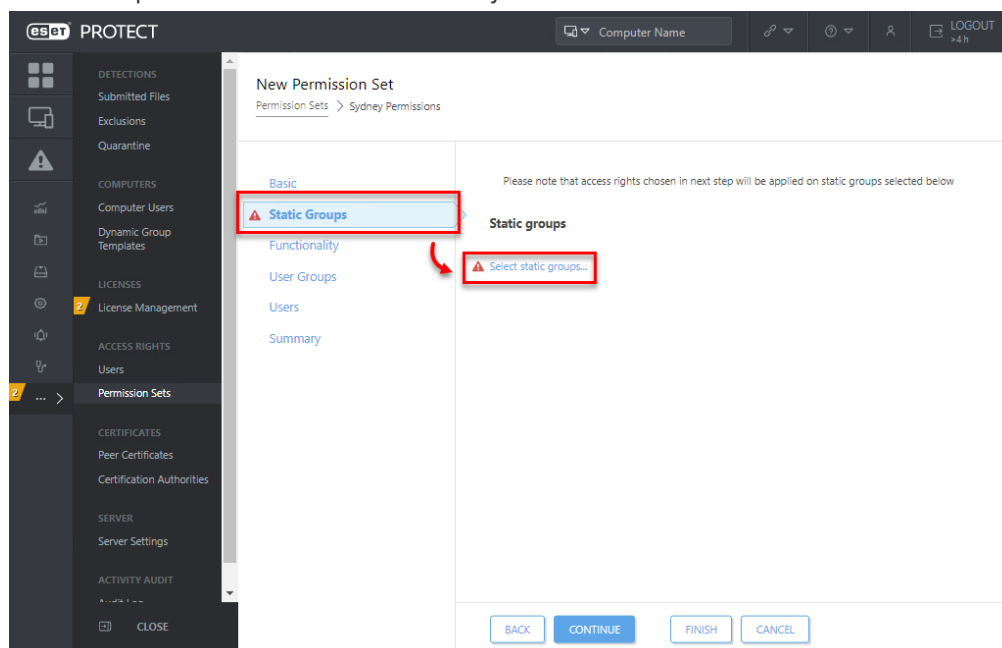 eset PROTECT
Computer Name
LOGOUT
>4 h
DETECTIONS
Submitted Files
Exclusions
Quarantine
COMPUTERS
Computer Users
Dynamic Group
Templates
LICENSES
2 License Management
ACCESS RIGHTS
Users
2 ... >
Permission Sets
CERTIFICATES
Peer Certificates
Certification Authorities
SERVER
Server Settings
ACTIVITY AUDIT
CLOSE
New Permission Set
Permission Sets > Sydney Permissions
Basic
Static Groups
Functionality
User Groups
Users
Summary
Please note that access rights chosen in next step will be applied on static groups selected below
Static groups
Select static groups...
BACK CONTINUE FINISH CANCEL